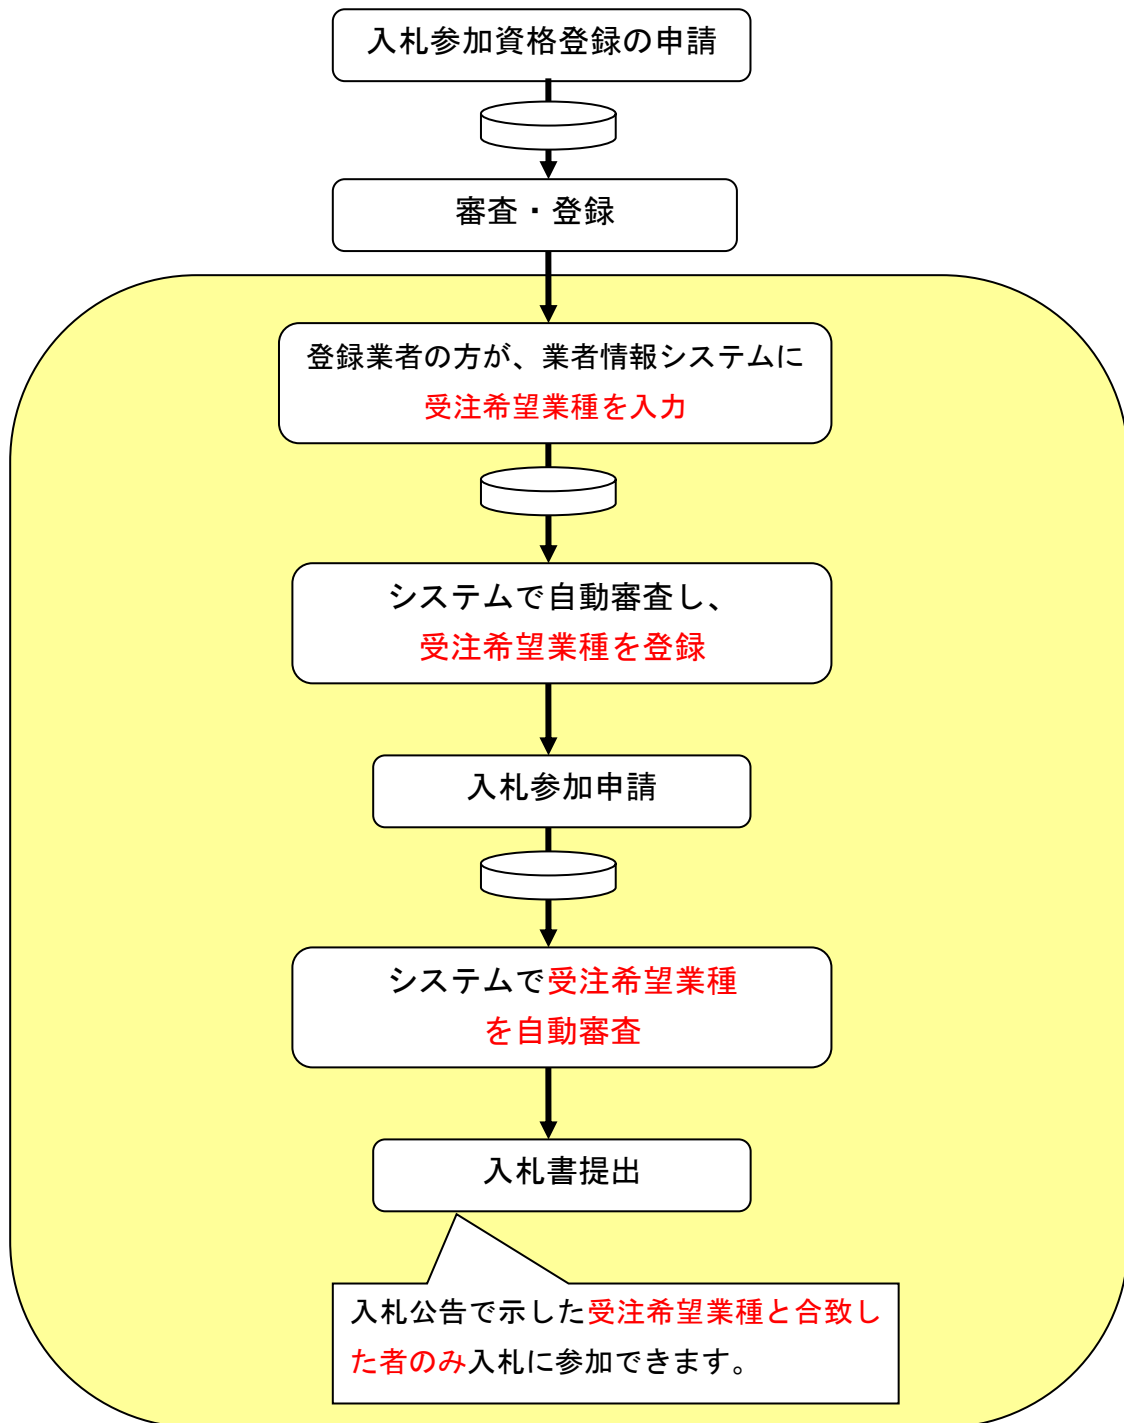 入札参加資格登録の申請
審査・登録
登録業者の方が、業者情報システムに
受注希望業種を入力
システムで自動審査し、
受注希望業種を登録
入札参加申請
システムで受注希望業種
を自動審査
入札書提出
入札公告で示した受注希望業種と合致し
た者のみ入札に参加できます。